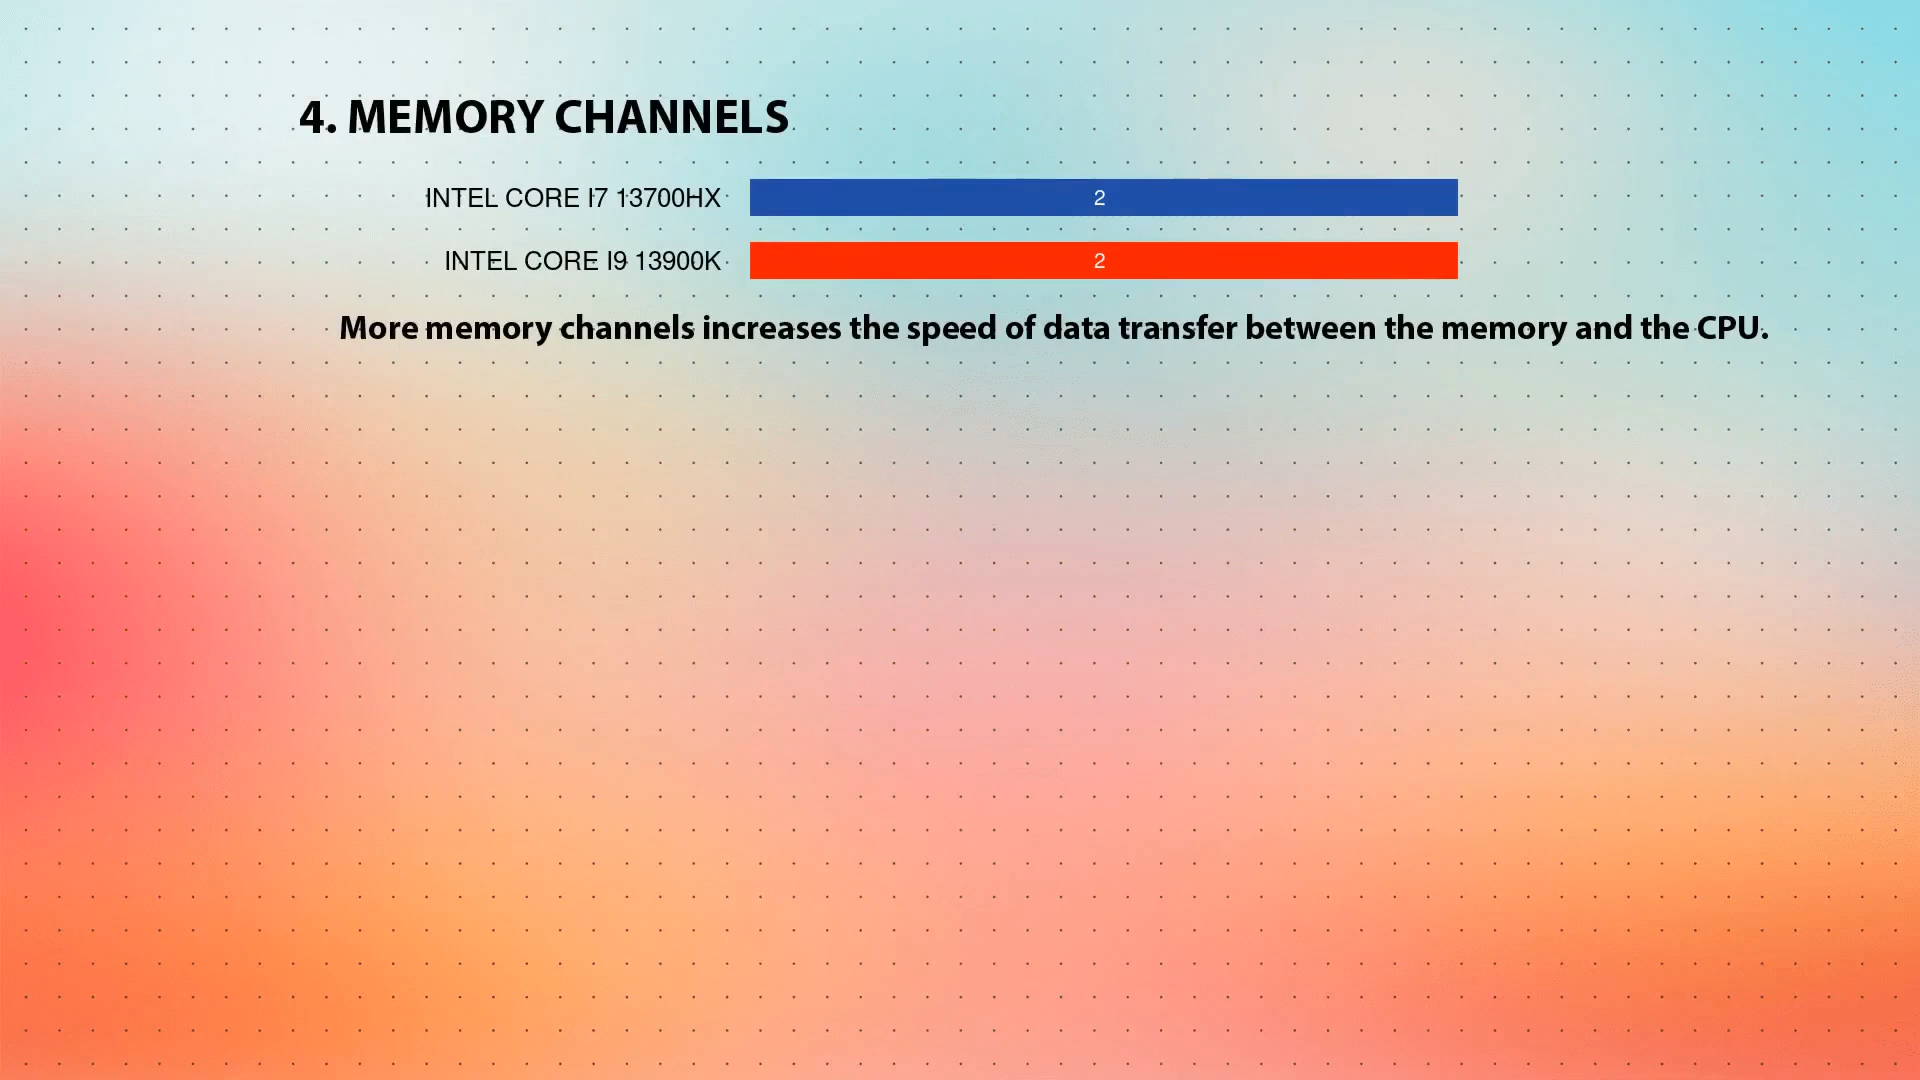 4. MEMORY CHANNELS
INTEL CORE I7 13700HX 2
INTEL CORE I9 13900K 2
More memory channels increases the speed of data transfer between the memory and the CPU.